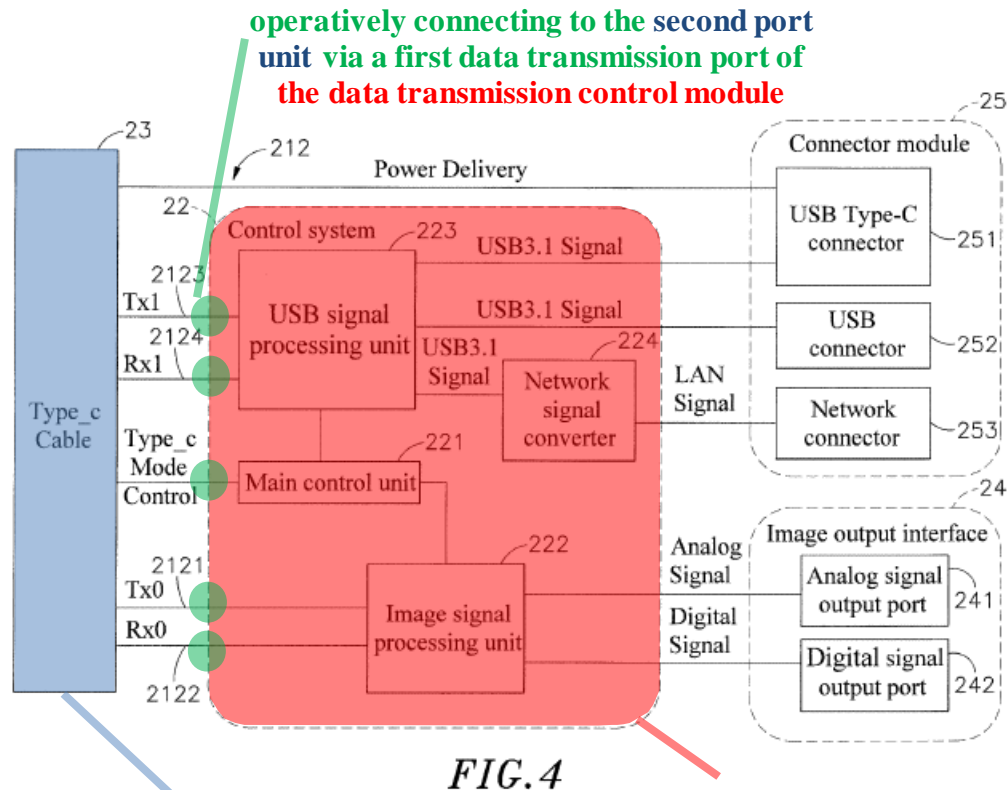 operatively connecting to the second port
unit via a first data transmission port of
the data transmission control module
23
212
Power Delivery
25
Connector module
USB Type-C
connector
251
22
Control system
223
USB3.1 Signal
2123
Tx1
USB signal
processing unit
USB3.1 Signal
USB
connector
252
2124
Rx1
USB3.1
Signal
224
Network
signal
converter
LAN
Signal
Network
connector
253
Type_c
Cable
Type_c
Mode
Control
221
Main control unit
24
Image output interface
222
Analog
Signal
Analog signal
output port
241
2121
Tx0
Image signal
processing unit
Digital
Signal
Rx0
2122
Digital signal
output port
242
FIG.4